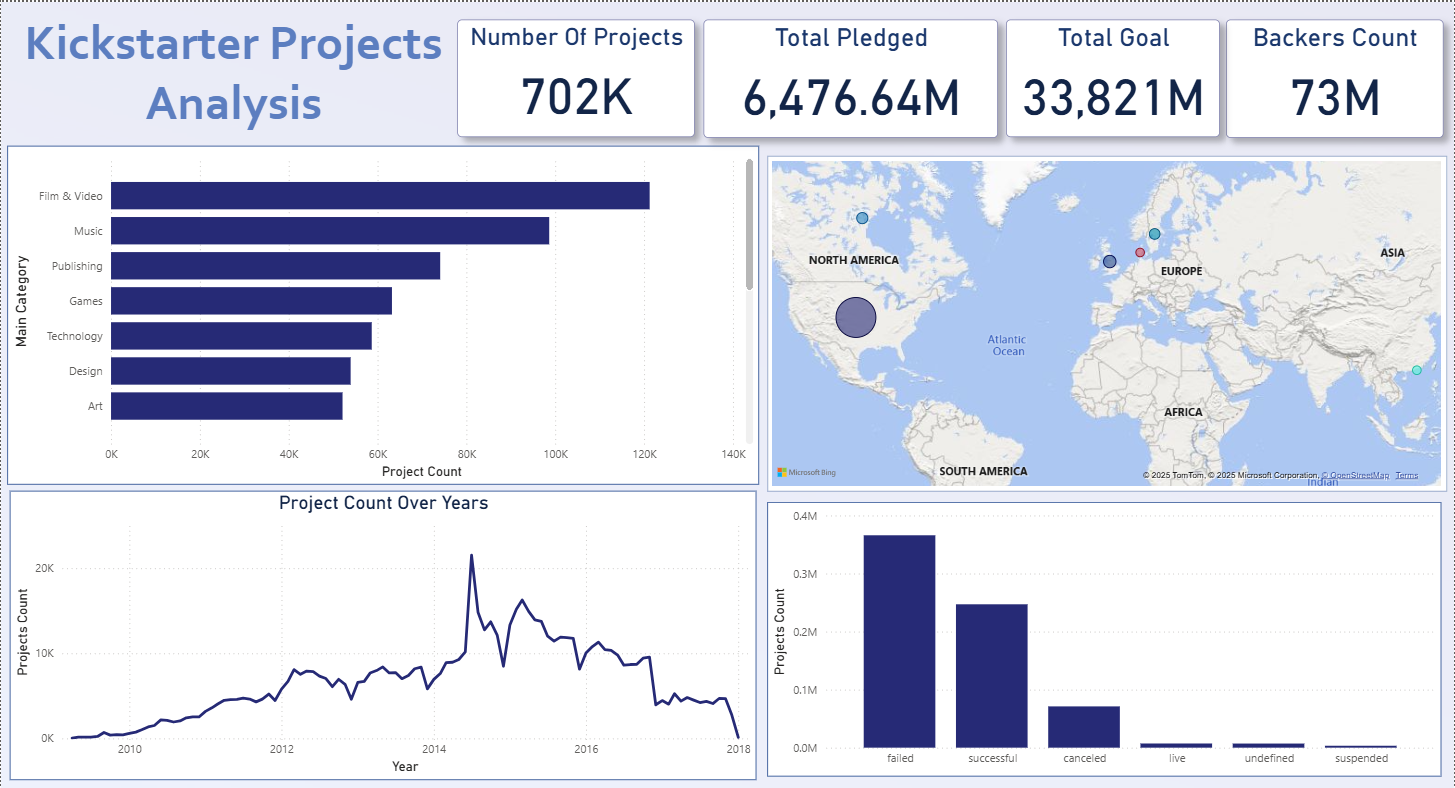 Kickstarter Projects
Analysis
Number Of Projects
702K
Total Pledged
6,476.64M
Total Goal
33,821M
Backers Count
73M
Main Category
Film & Video
Music
Publishing
Games
Technology
Design
Art
0K 20K 40K 60K 80K 100K 120K 140K
Project Count
NORTH AMERICA
EUROPE
ASIA
Atlantic
Ocean
AFRICA
SOUTH AMERICA
Microsoft Bing
© 2025 TomTom, © 2025 Microsoft Corporation, © OpenStreetMap Terms
Indian
Project Count Over Years
Projects Count
20K
10K
0K
2010 2012 2014 2016 2018
Year
Projects Count
0.4M
0.3M
0.2M
0.1M
0.0M
failed successful canceled live undefined suspended